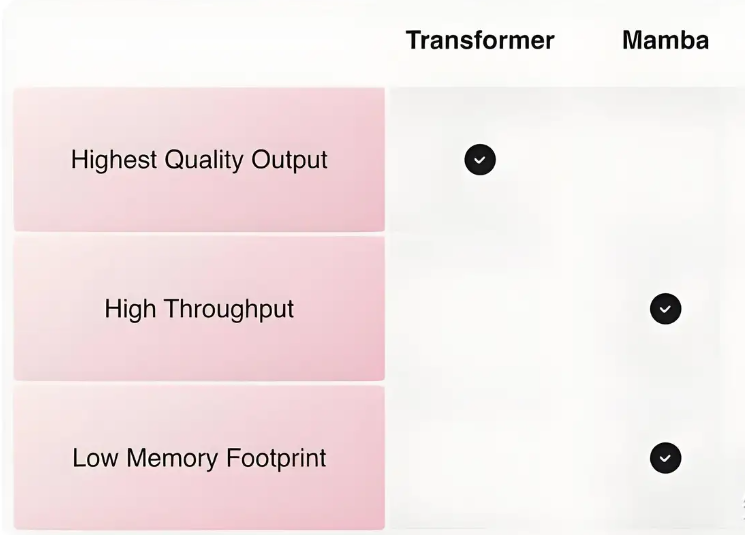 Transformer Mamba
Highest Quality Output
High Throughput
Low Memory Footprint